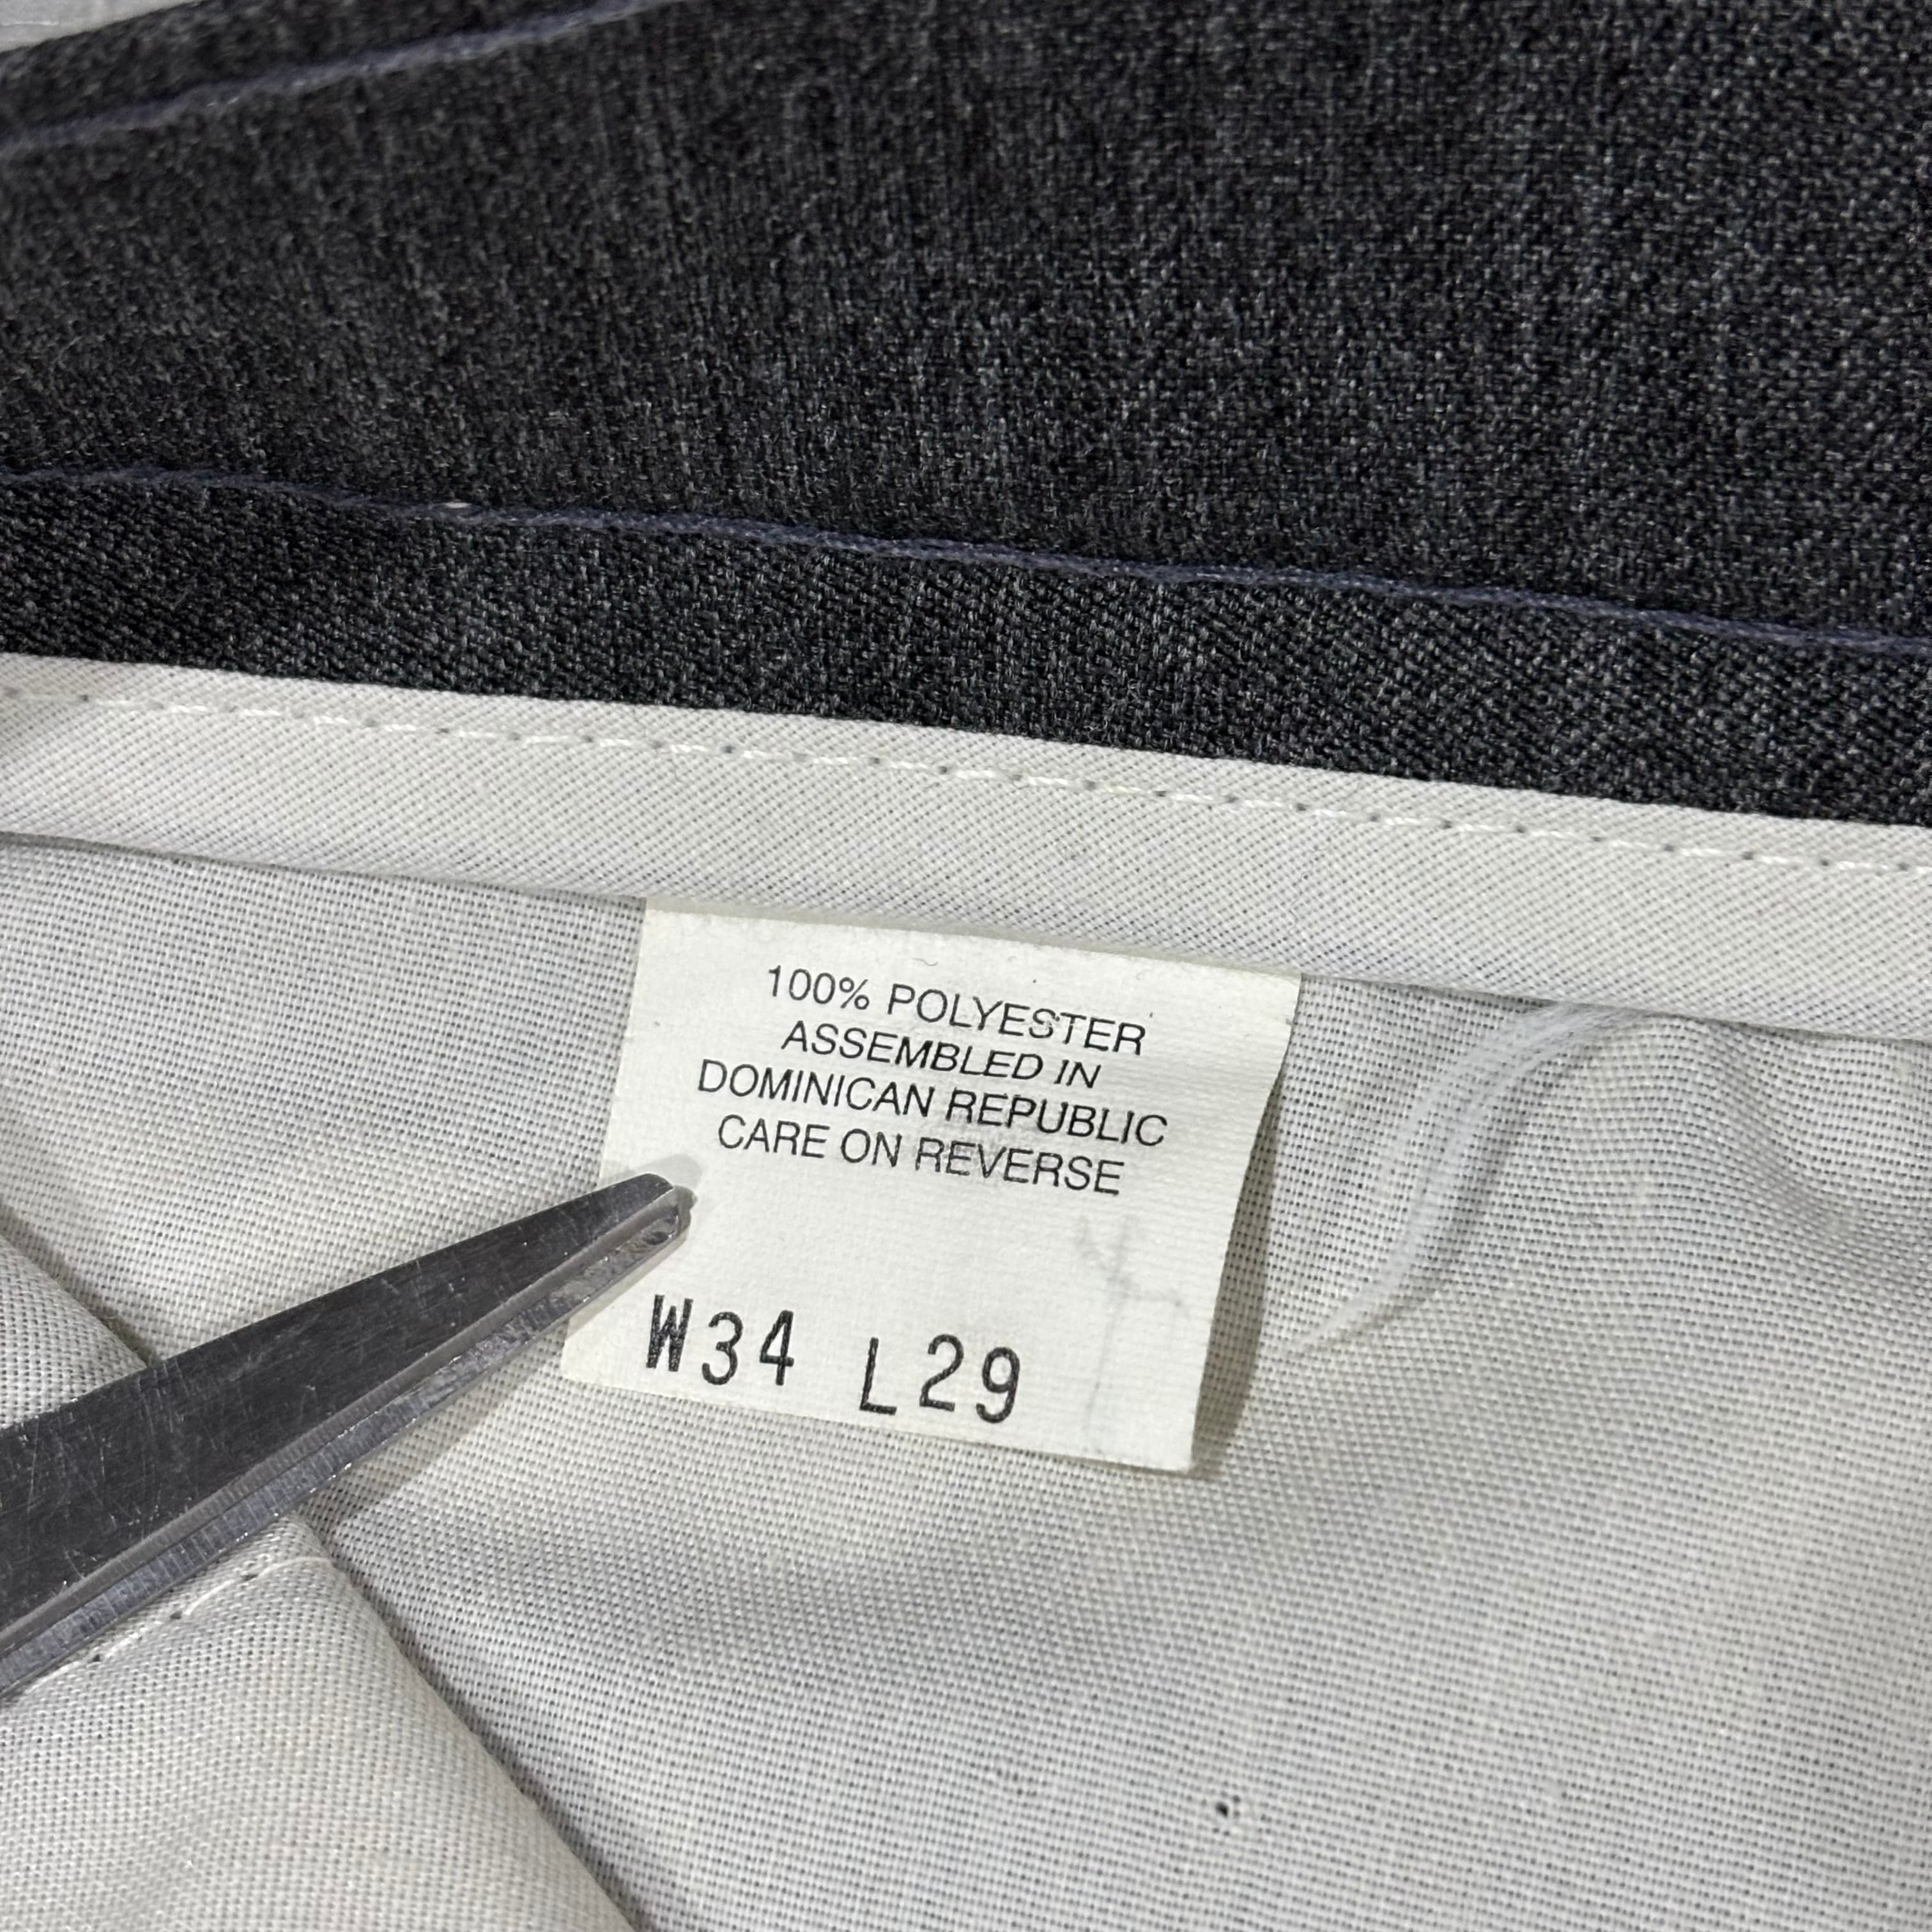 100% POLYESTER
ASSEMBLED IN
DOMINICAN REPUBLIC
CARE ON REVERSE
W34 L29